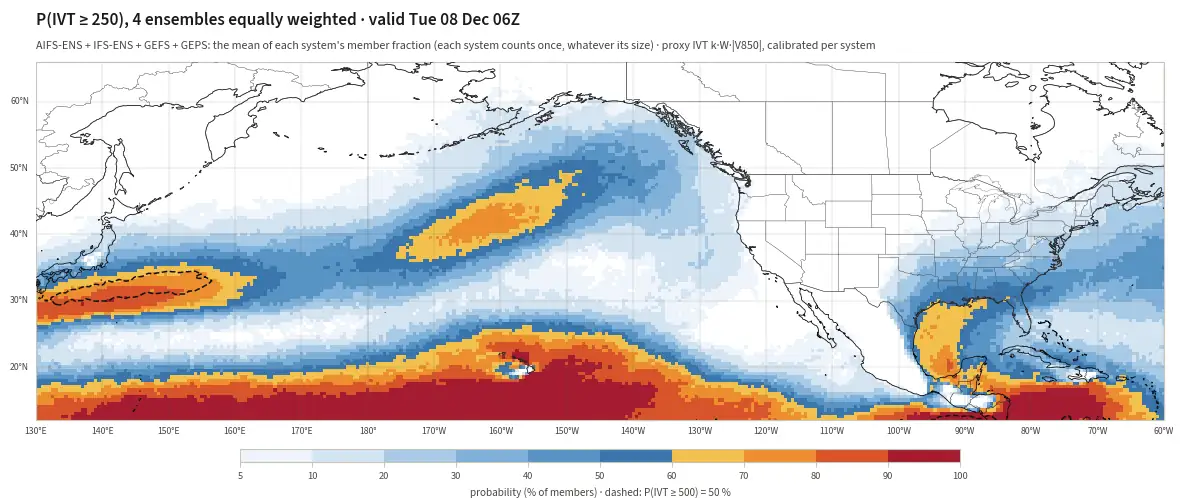 P(IVT ≥ 250), 4 ensembles equally weighted · valid Tue 08 Dec 06Z
AIFS-ENS + IFS-ENS + GEFS + GEPS: the mean of each system's member fraction (each system counts once, whatever its size) · proxy IVT k·W·|V850|, calibrated per system
60°N
50°N
40°N
30°N
20°N
130°E 140°E 150°E 160°E 170°E 180° 170°W 160°W 150°W 140°W 130°W 120°W 110°W 100°W 90°W 80°W 70°W 60°W
5 10 20 30 40 50 60 70 80 90 100
probability (% of members) · dashed: P(IVT ≥ 500) = 50 %